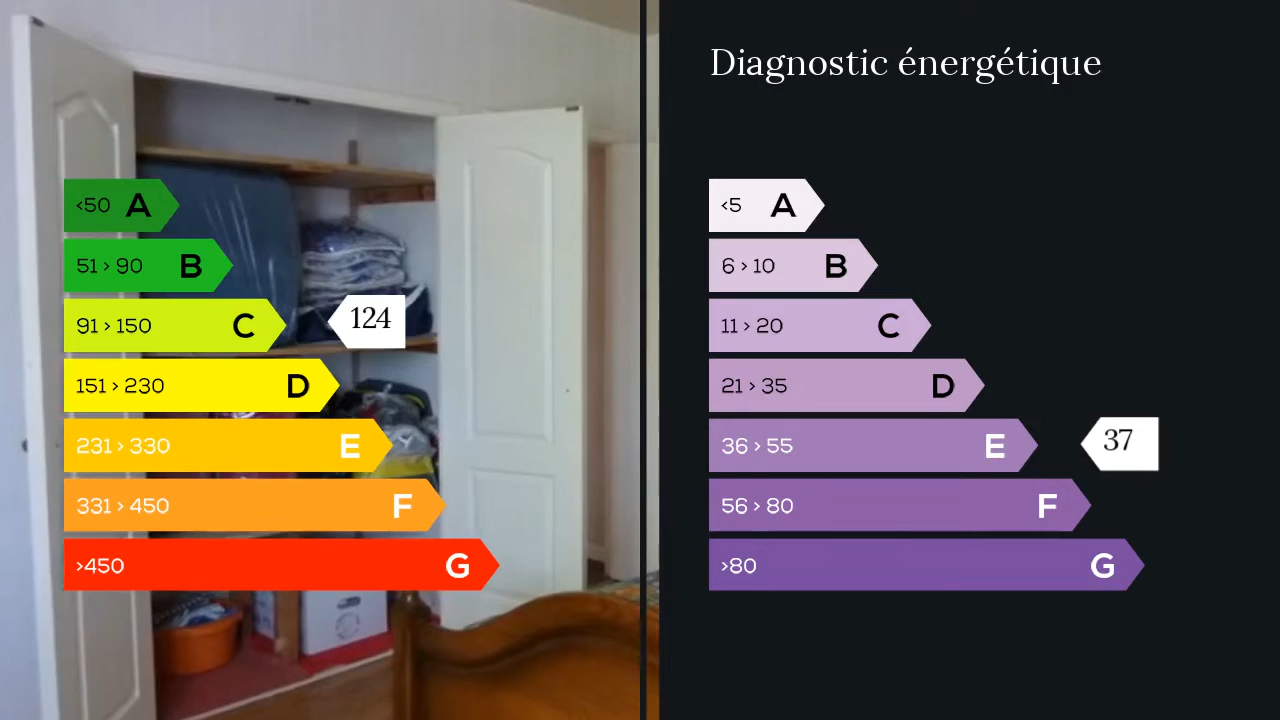 Diagnostic énergétique
<50 A
51 > 90 B
91 > 150 C
124
151 > 230 D
231 > 330 E
331 > 450 F
>450 G
<5 A
6 > 10 B
11 > 20 C
21 > 35 D
36 > 55 E
37
56 > 80 F
>80 G